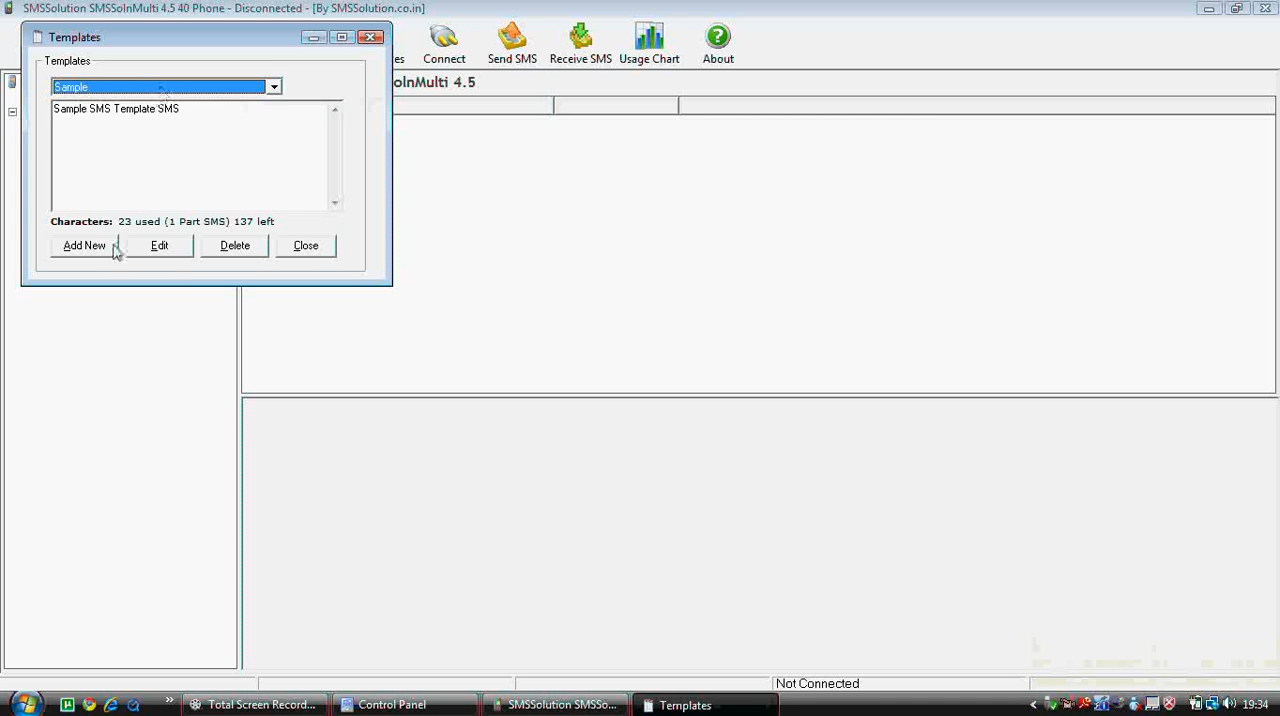 SMSSolution SMSSolnMulti 4.5 40 Phone - Disconnected - [By SMSSolution.co.in]
Templates
Connect
Send SMS
Receive SMS
Usage Chart
About
Templates
olnMulti 4.5
Sample
Sample SMS Template SMS
Characters: 23 used (1 Part SMS) 137 left
Add New
Edit
Delete
Close
Not Connected
Total Screen Record...
Control Panel
SMSSolution SMSSo...
Templates
19:34